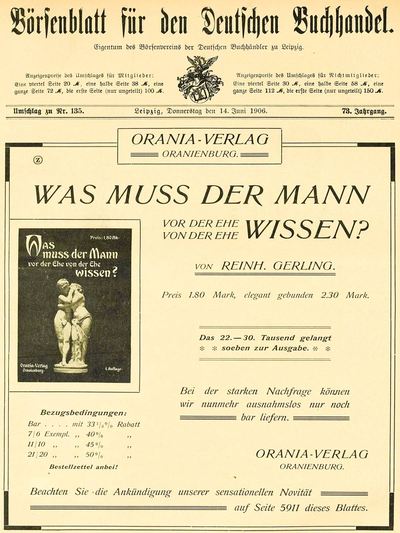 Börsenblatt für den Deutschen Buchhandel.
Eigentum des Börsenvereins der Deutschen Buchhändler zu Leipzig.
Anzeigenpreise des Umschlags für Mitglieder:
Eine viertel Seite 20 ℳ, eine halbe Seite 38 ℳ, eine
ganze Seite 72 ℳ, die erste Seite (nur ungeteilt) 100 ℳ.
Anzeigenpreise des Umschlags für Nichtmitglieder:
Eine viertel Seite 30 ℳ, eine halbe Seite 58 ℳ, eine
ganze Seite 112 ℳ, die erste Seite (nur ungeteilt) 150 ℳ.
Umschlag zu Nr. 135.
Leipzig, Donnerstag den 14. Juni 1906.
73. Jahrgang.
Z
ORANIA-VERLAG
ORANIENBURG.
WAS MUSS DER MANN
VOR DER EHE
VON DER EHE
WISSEN?
Preis: 1,80 Mk.
Was
muss der Mann
vor der Ehe von der Ehe
wissen?
Orania-Verlag
Oranienburg
VON REINH. GERLING.
Preis 1.80 Mark, elegant gebunden 2.30 Mark.
Das 22.—30. Tausend gelangt
soeben zur Ausgabe.
Bei der starken Nachfrage können
wir nunmehr ausnahmslos nur noch
bar liefern.
Bezugsbedingungen:
Bar . . . . mit 33 1/3 % Rabatt
7/6 Exempl. „ 40% „
11/10 „ „ 45% „
21/20 „ „ 50% „
Bestellzettel anbei!
ORANIA-VERLAG
ORANIENBURG.
Beachten Sie die Ankündigung unserer sensationellen Novität
auf Seite 5911 dieses Blattes.